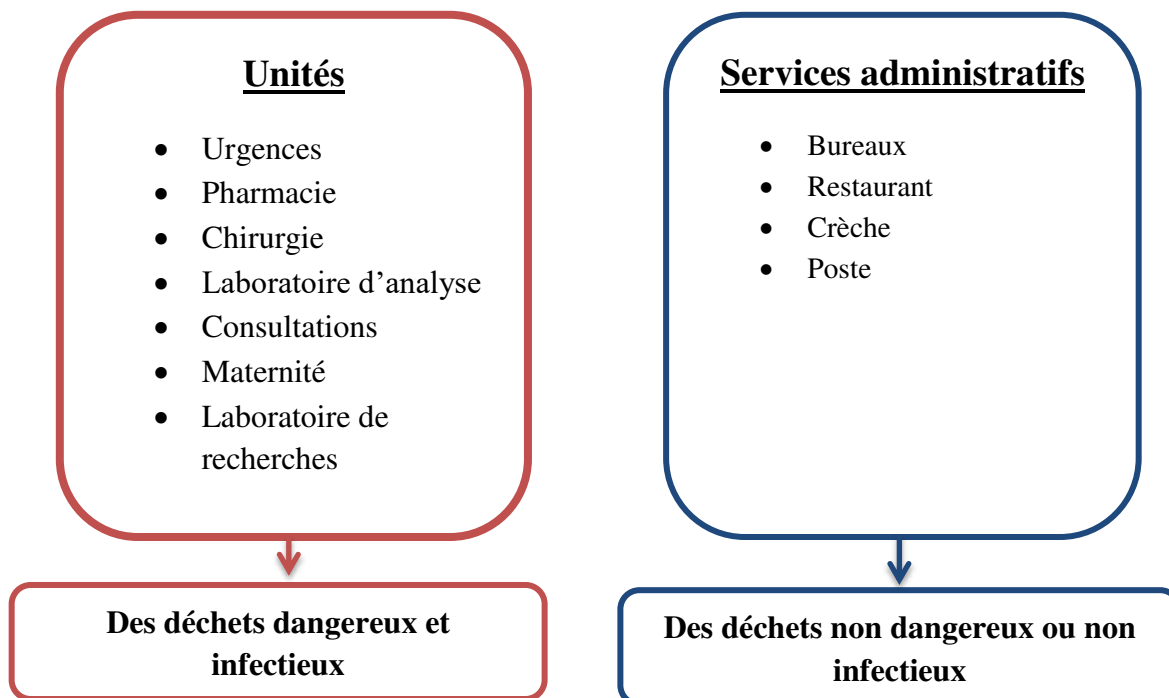 Unités
• Urgences
• Pharmacie
• Chirurgie
• Laboratoire d’analyse
• Consultations
• Maternité
• Laboratoire de
recherches
Des déchets dangereux et
infectieux
Services administratifs
• Bureaux
• Restaurant
• Crèche
• Poste
Des déchets non dangereux ou non
infectieux